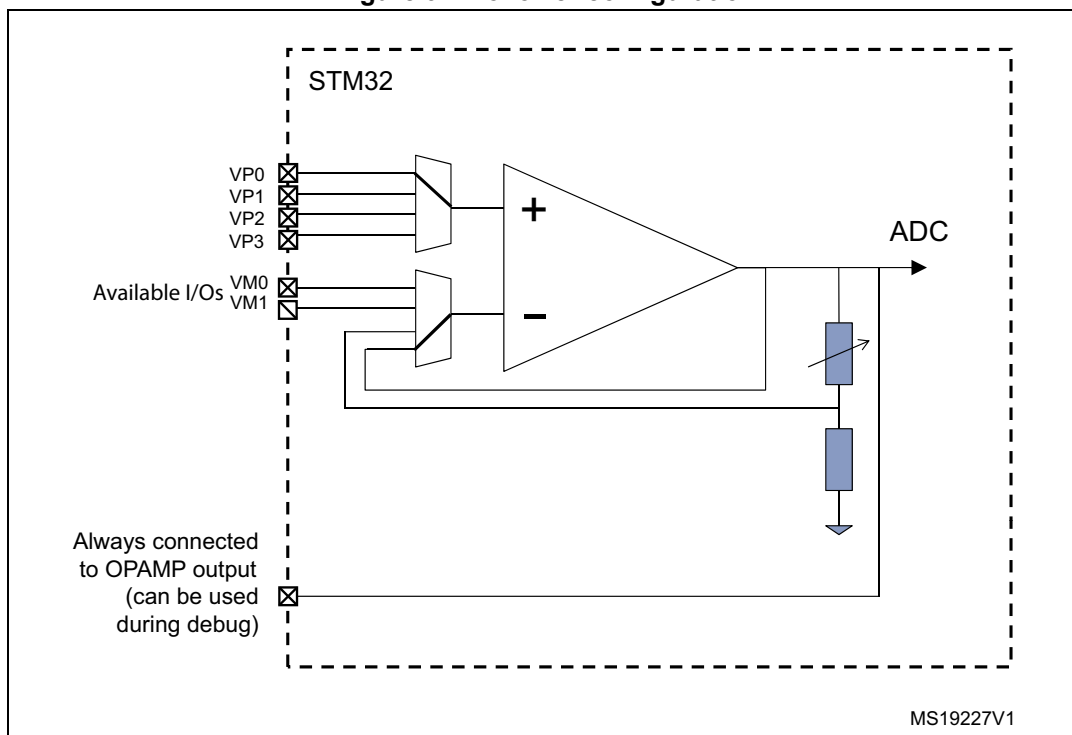 STM32
VP0
VP1
VP2
VP3
+
ADC
Available I/Os
VM0
VM1
−
Always connected
to OPAMP output
(can be used
during debug)
MS19227V1